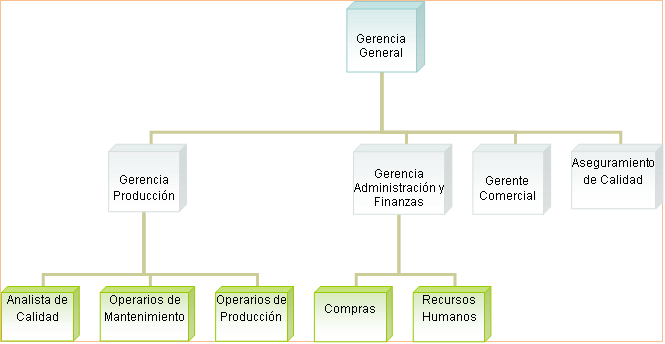 Gerencia
General
Gerencia
Producción
Gerencia
Administración y
Finanzas
Gerente
Comercial
Aseguramiento
de Calidad
Analista de
Calidad
Operarios de
Mantenimiento
Operarios de
Producción
Compras
Recursos
Humanos